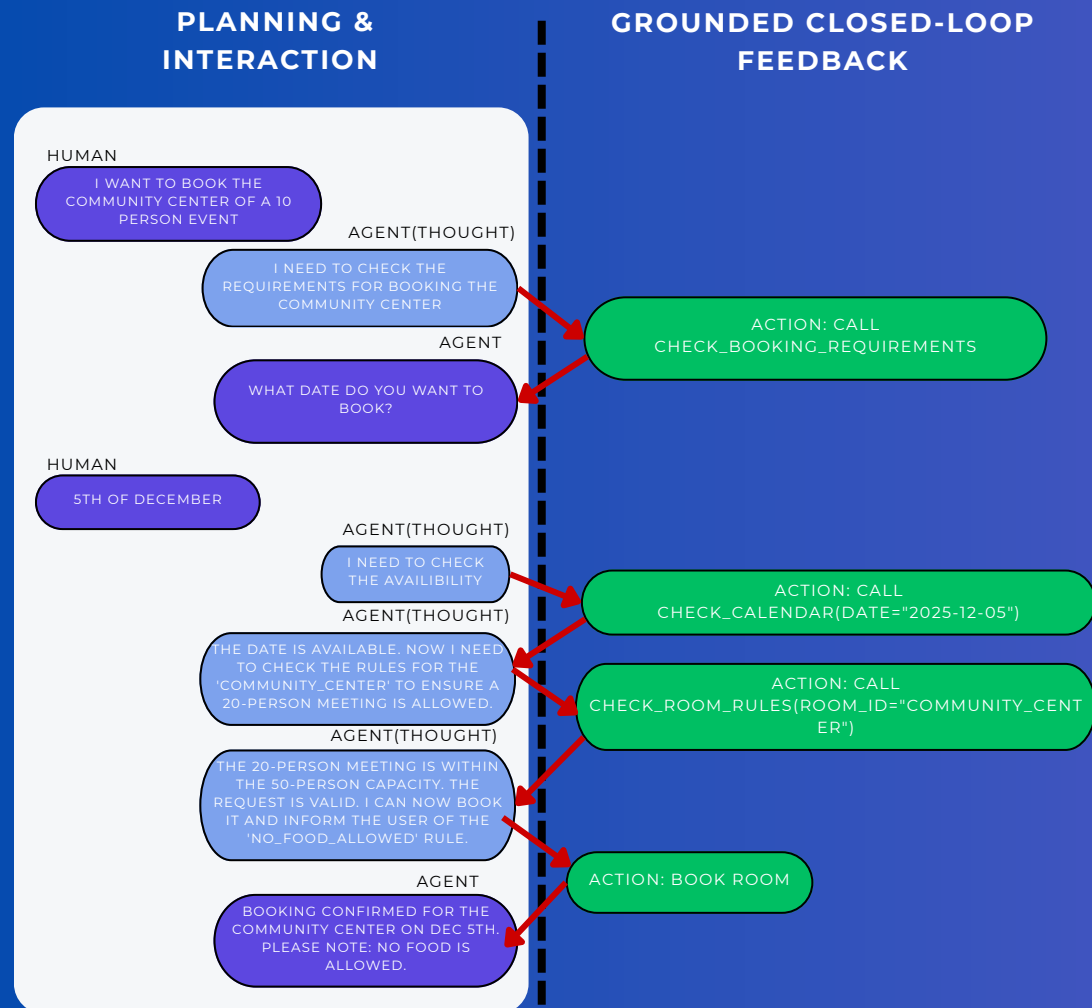 PLANNING &
INTERACTION
GROUNDED CLOSED-LOOP
FEEDBACK
HUMAN
I WANT TO BOOK THE
COMMUNITY CENTER OF A 10
PERSON EVENT
AGENT(THOUGHT)
I NEED TO CHECK THE
REQUIREMENTS FOR BOOKING THE
COMMUNITY CENTER
ACTION: CALL
CHECK_BOOKING_REQUIREMENTS
AGENT
WHAT DATE DO YOU WANT TO
BOOK?
HUMAN
5TH OF DECEMBER
AGENT(THOUGHT)
I NEED TO CHECK
THE AVAILIBILITY
ACTION: CALL
CHECK_CALENDAR(DATE="2025-12-05")
AGENT(THOUGHT)
THE DATE IS AVAILABLE. NOW I NEED
TO CHECK THE RULES FOR THE
'COMMUNITY_CENTER' TO ENSURE A
20-PERSON MEETING IS ALLOWED.
ACTION: CALL
CHECK_ROOM_RULES(ROOM_ID="COMMUNITY_CENT
ER")
AGENT(THOUGHT)
THE 20-PERSON MEETING IS WITHIN
THE 50-PERSON CAPACITY. THE
REQUEST IS VALID. I CAN NOW BOOK
IT AND INFORM THE USER OF THE
'NO_FOOD_ALLOWED' RULE.
ACTION: BOOK ROOM
AGENT
BOOKING CONFIRMED FOR THE
COMMUNITY CENTER ON DEC 5TH.
PLEASE NOTE: NO FOOD IS
ALLOWED.